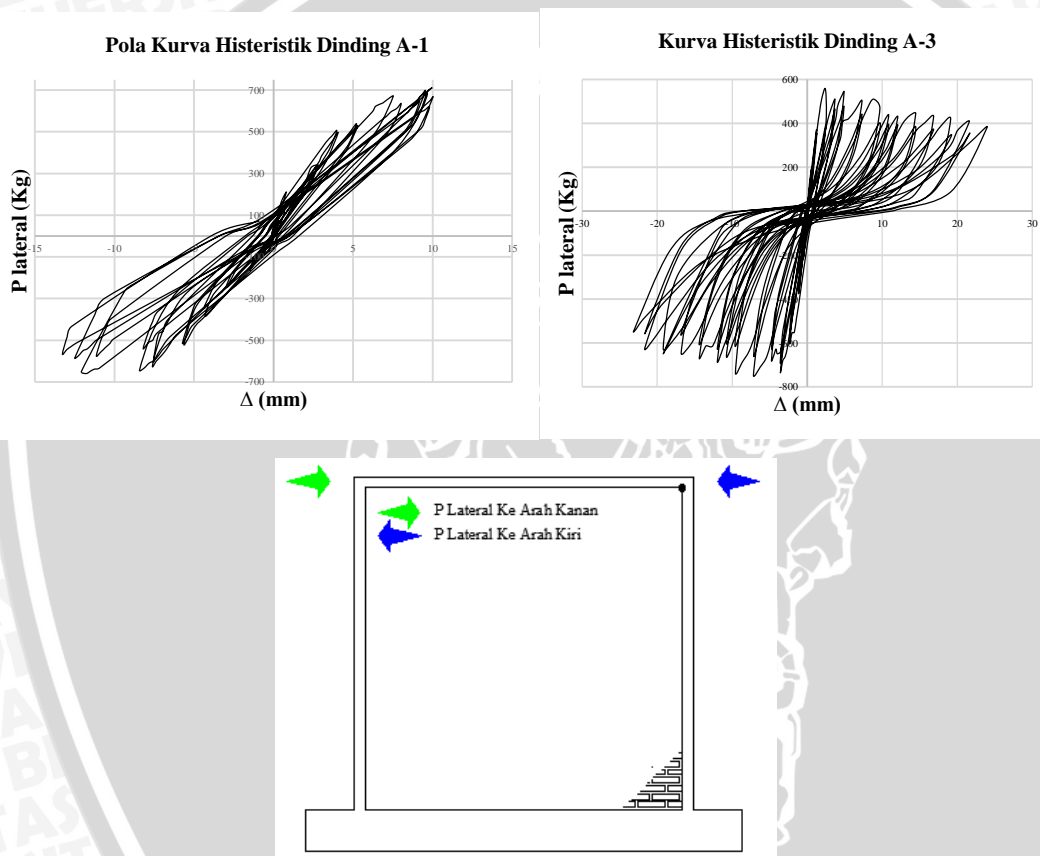 Pola Kurva Histeristik Dinding A-1
700
500
300
100
-15 -10 5 10 15
-300
-500
-700
P lateral (Kg)
Δ (mm)
Kurva Histeristik Dinding A-3
600
400
200
-30 -20 10 20 30
-800
P lateral (Kg)
Δ (mm)
P Lateral Ke Arah Kanan
P Lateral Ke Arah Kiri